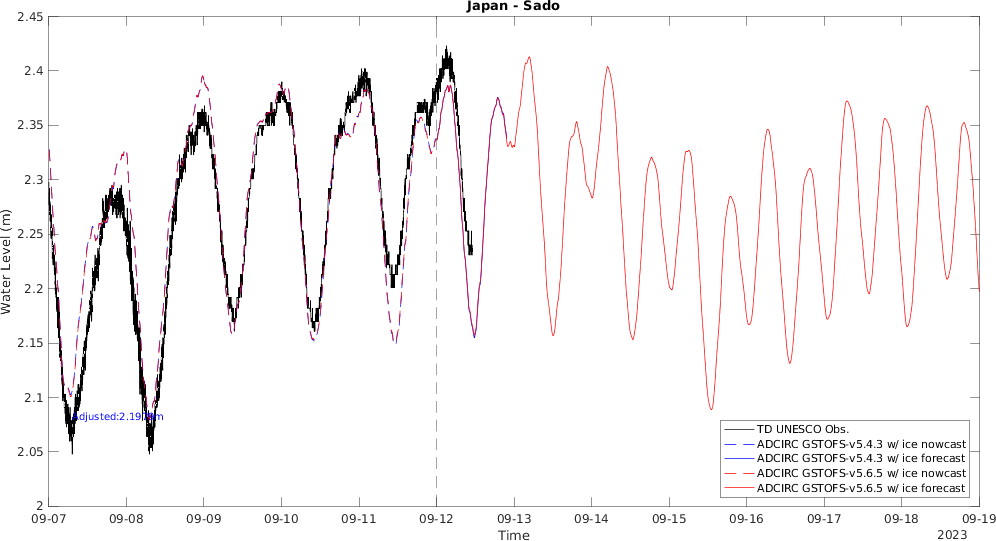 Japan - Sado
2.45
2.4
2.35
2.3
2.25
2.2
2.15
2.1
2.05
2
Water Level (m)
TD UNESCO Obs.
ADCIRC GSTOFS-v5.4.3 w/ ice nowcast
ADCIRC GSTOFS-v5.4.3 w/ ice forecast
ADCIRC GSTOFS-v5.6.5 w/ ice nowcast
ADCIRC GSTOFS-v5.6.5 w/ ice forecast
09-07 09-08 09-09 09-10 09-11 09-12 09-13 09-14 09-15 09-16 09-17 09-18 09-19
Time
2023